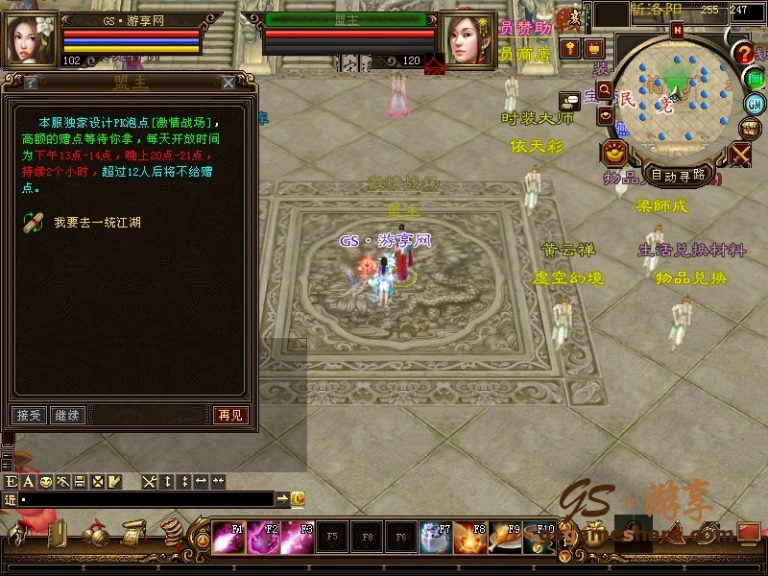 GS·游享网
102
盟主
120
员赞助
员商店
新洛阳 255 247
N
GM
自动寻路
盟主
本服独家设计PK泡点[激情战场],
高额的赠点等待你拿,每天开放时间
为下午13点-14点,晚上20点-21点,
持续2个小时,超过12人后将不给赠
点。
我要去一统江湖
接受 继续 再见
时装大师
依天彩
激情战场
盟主
GS·游享网
梁師成
黄云禅
虚空幻境
生活兑换材料
物品兑换
近
F1 F2 F3 F5 F8 F6 F7 F8 F9 F10
GS·游享